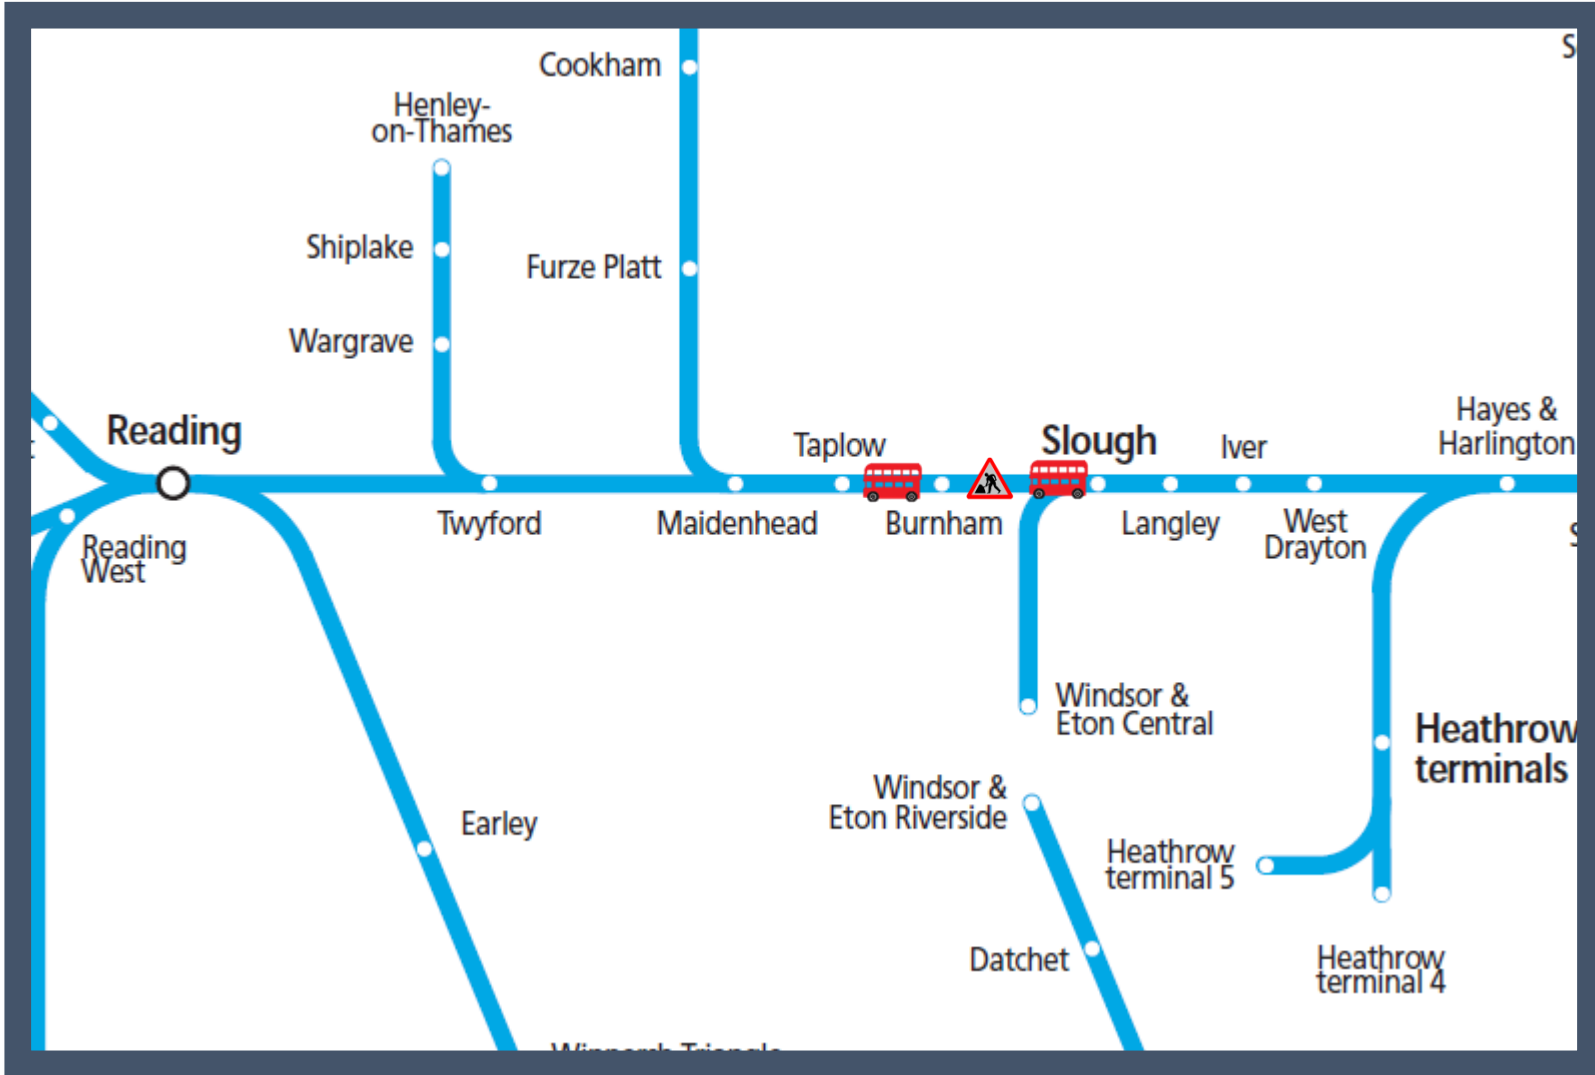 Cookham
Henley-
on-Thames
Shiplake
Furze Platt
Wargrave
Reading
Hayes &
Harlington
Taplow
Slough
Iver
Twyford
Maidenhead
Burnham
Langley
West
Drayton
Reading
West
Windsor &
Eton Central
Heathrow
terminals
Windsor &
Eton Riverside
Earley
Heathrow
terminal 5
Datchet
Heathrow
terminal 4